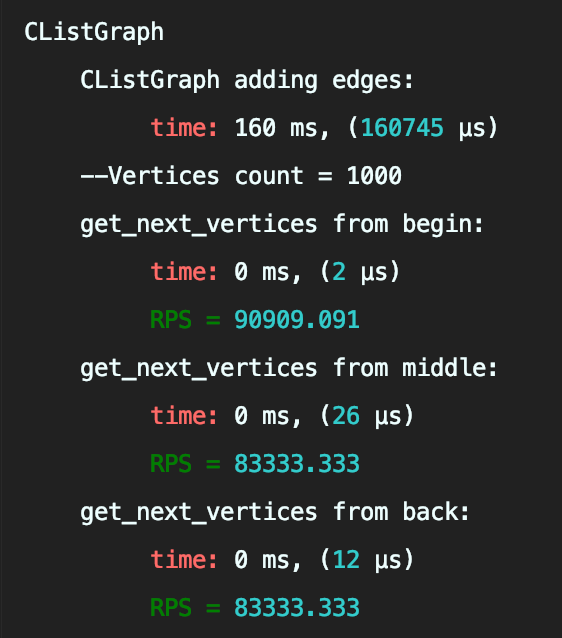 CListGraph
CListGraph adding edges:
time: 160 ms, (160745 µs)
--Vertices count = 1000
get_next_vertices from begin:
time: 0 ms, (2 µs)
RPS = 90909.091
get_next_vertices from middle:
time: 0 ms, (26 µs)
RPS = 83333.333
get_next_vertices from back:
time: 0 ms, (12 µs)
RPS = 83333.333